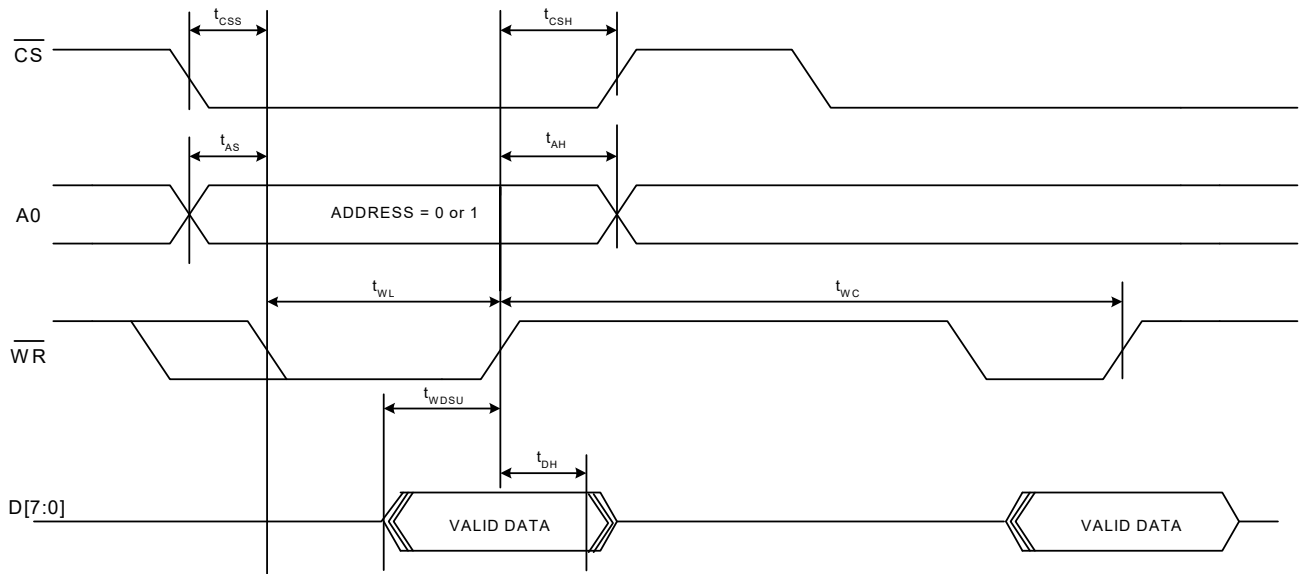 tCSS
tCSH
CS
tAS
tAH
A0
ADDRESS = 0 or 1
tWL
tWC
WR
tWDSU
tDH
D[7:0]
VALID DATA
VALID DATA